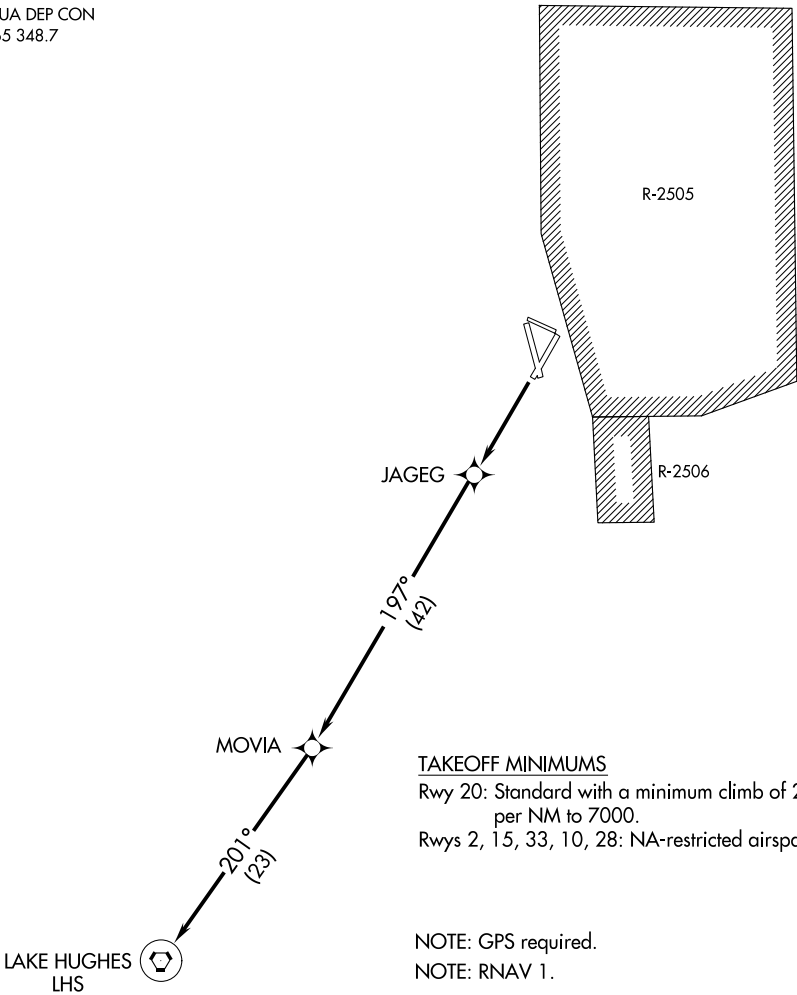 UA DEP CON
348.7
R-2505
JAGEG
R-2506
197°
(42)
MOVIA
TAKEOFF MINIMUMS
Rwy 20: Standard with a minimum climb of
per NM to 7000.
Rwys 2, 15, 33, 10, 28: NA-restricted
201°
(23)
NOTE: GPS required.
LAKE HUGHES
LHS
NOTE: RNAV 1.